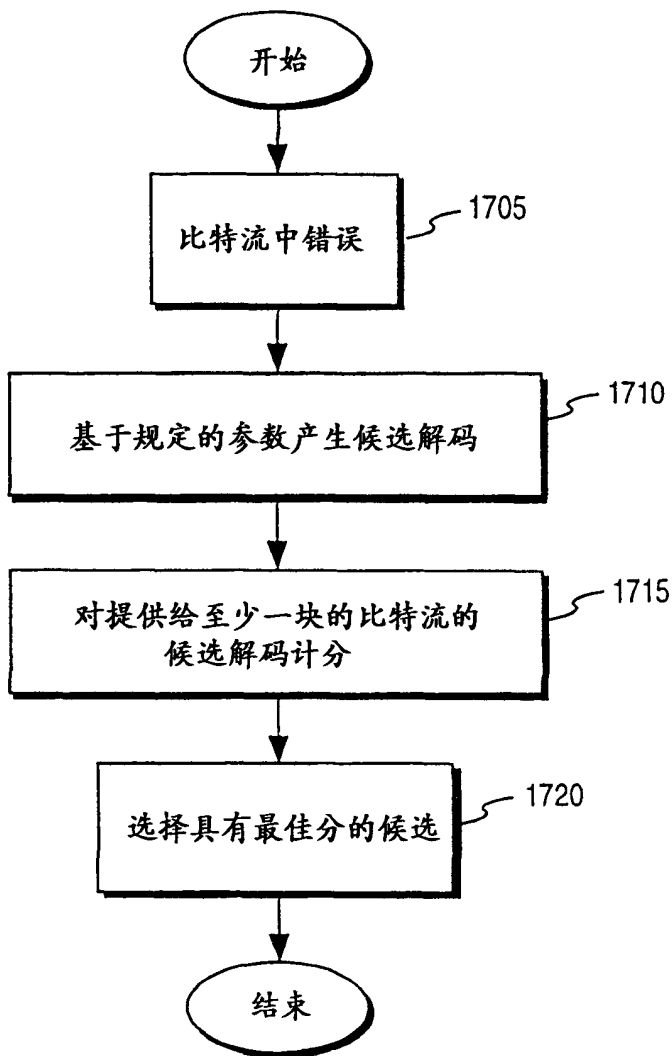 开始
1705
比特流中错误
1710
基于规定的参数产生候选解码
1715
对提供给至少一块的比特流的
候选解码计分
1720
选择具有最佳分的候选
结束